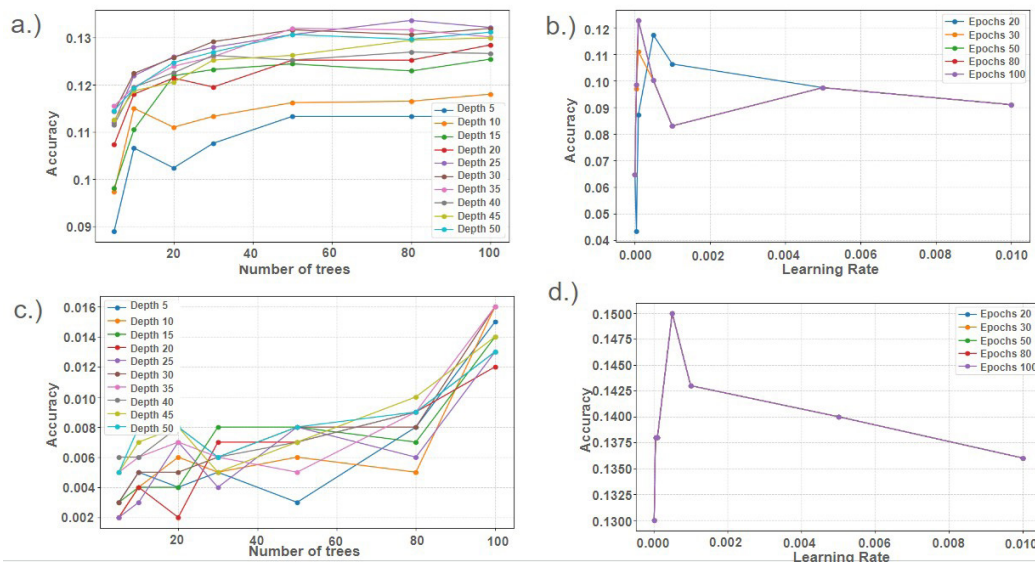 a.)
Accuracy
0.13
0.12
0.11
0.1
0.09
20
40
60
80
100
Number of trees
Depth 5
Depth 10
Depth 15
Depth 20
Depth 25
Depth 30
Depth 35
Depth 40
Depth 45
Depth 50
b.)
Accuracy
0.12
0.11
0.10
0.09
0.08
0.07
0.06
0.05
0.04
0.000
0.002
0.004
0.006
0.008
0.010
Learning Rate
Epochs 20
Epochs 30
Epochs 50
Epochs 80
Epochs 100
c.)
Accuracy
0.016
0.014
0.012
0.010
0.008
0.006
0.004
0.002
20
40
60
80
100
Number of trees
Depth 5
Depth 10
Depth 15
Depth 20
Depth 25
Depth 30
Depth 35
Depth 40
Depth 45
Depth 50
d.)
Accuracy
0.1500
0.1475
0.1450
0.1425
0.1400
0.1375
0.1350
0.1325
0.1300
0.000
0.002
0.004
0.006
0.008
0.010
Learning Rate
Epochs 20
Epochs 30
Epochs 50
Epochs 80
Epochs 100